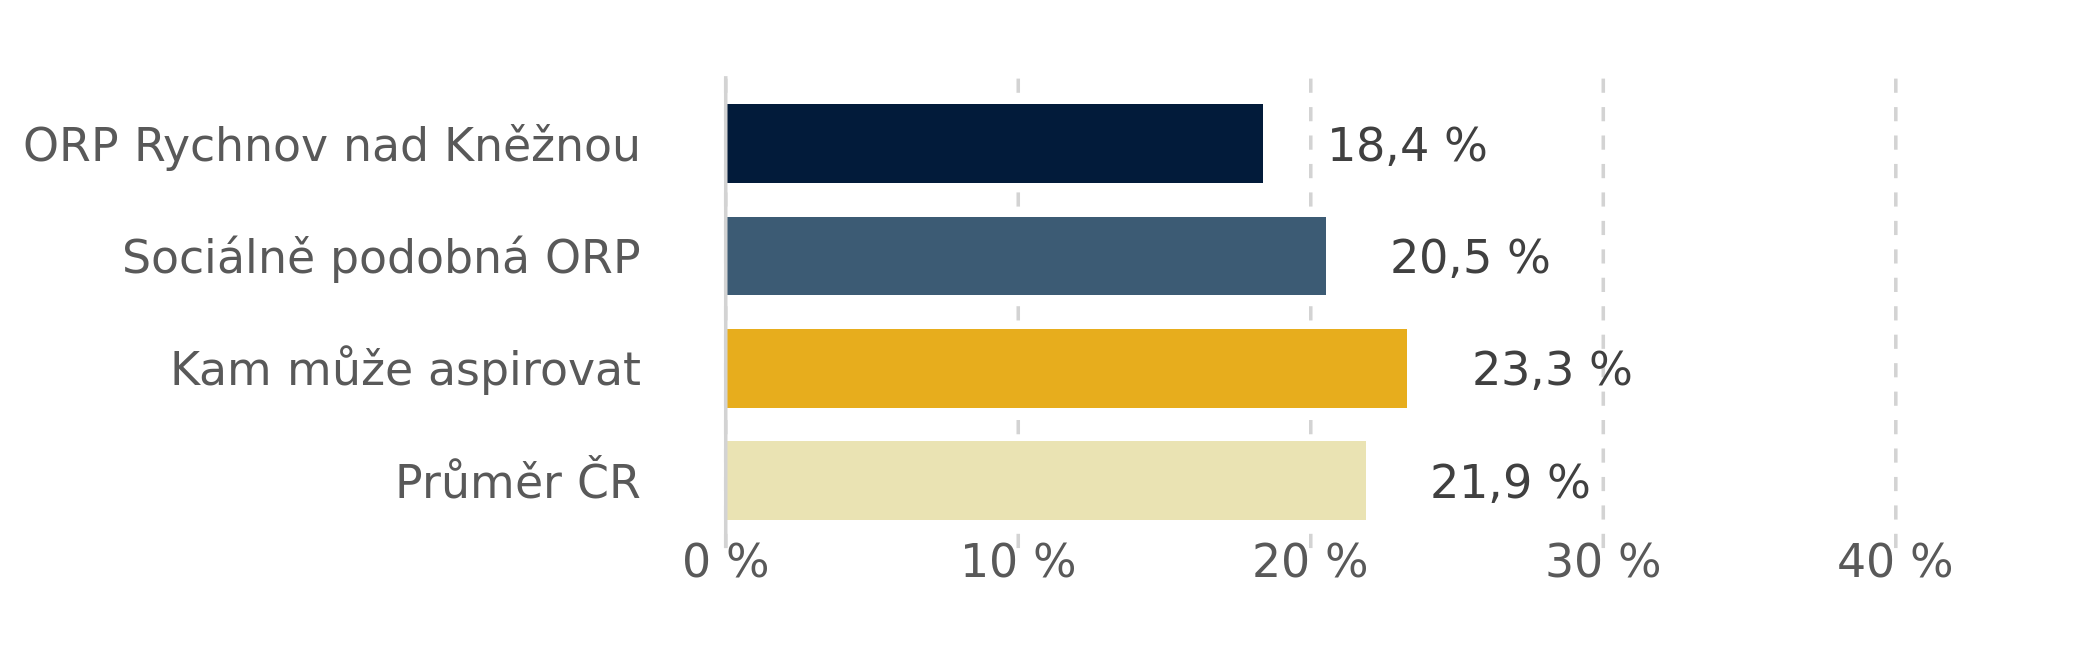 ORP Rychnov nad Kněžnou 18,4 %
Sociálně podobná ORP 20,5 %
Kam může aspirovat 23,3 %
Průměr ČR 21,9 %
0 % 10 % 20 % 30 % 40 %